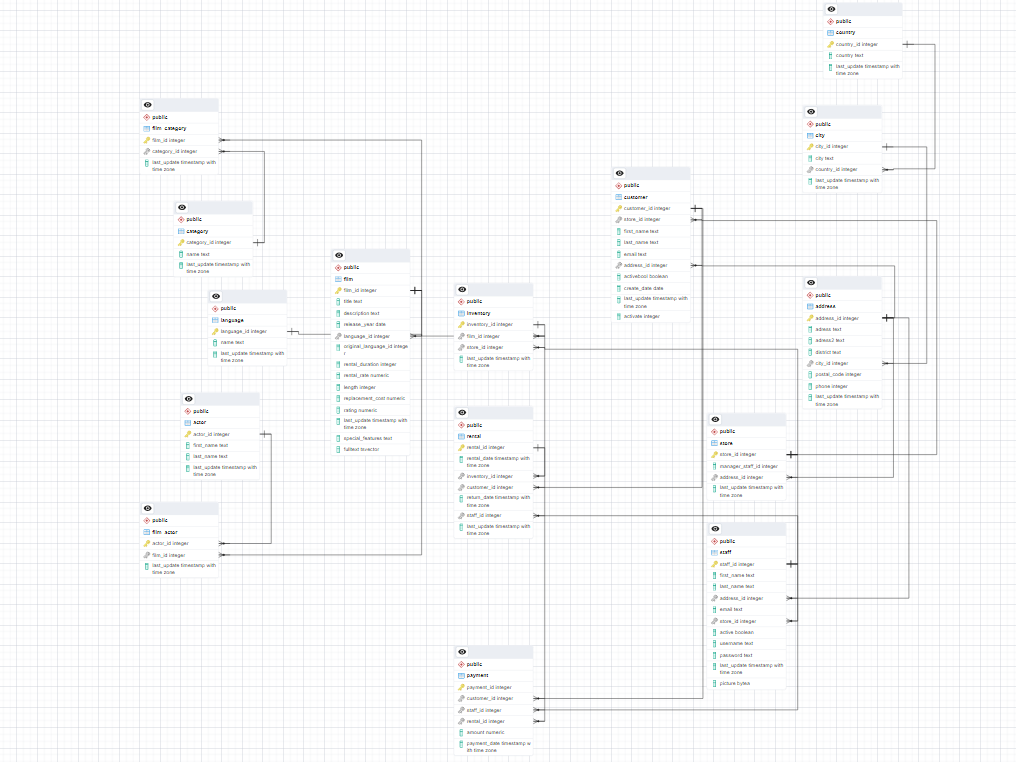 public
country
country_id integer
country text
last_update timestamp with
time zone
public
film_category
film_id integer
category_id integer
last_update timestamp with
time zone
public
city
city_id integer
city text
country_id integer
last_update timestamp with
time zone
public
customer
customer_id integer
store_id integer
first_name text
last_name text
email text
address_id integer
activebool boolean
create_date date
last_update timestamp with
time zone
activate integer
public
category
category_id integer
name text
last_update timestamp with
time zone
public
film
film_id integer
title text
description text
release_year date
language_id integer
original_language_id intege
r
rental_duration integer
rental_rate numeric
length integer
replacement_cost numeric
rating numeric
last_update timestamp with
time zone
special_features text
fulltext tsvector
public
language
language_id integer
name text
last_update timestamp with
time zone
public
inventory
inventory_id integer
film_id integer
store_id integer
last_update timestamp with
time zone
public
address
address_id integer
adress text
adress2 text
district text
city_id integer
postal_code integer
phone integer
last_update timestamp with
time zone
public
actor
actor_id integer
first_name text
last_name text
last_update timestamp with
time zone
public
rental
rental_id integer
rental_date timestamp with
time zone
inventory_id integer
customer_id integer
return_date timestamp with
time zone
staff_id integer
last_update timestamp with
time zone
public
store
store_id integer
manager_staff_id integer
address_id integer
last_update timestamp with
time zone
public
film_actor
actor_id integer
film_id integer
last_update timestamp with
time zone
public
staff
staff_id integer
first_name text
last_name text
address_id integer
email text
store_id integer
active boolean
username text
password text
last_update timestamp with
time zone
picture bytea
public
payment
payment_id integer
customer_id integer
staff_id integer
rental_id integer
amount numeric
payment_date timestamp w
ith time zone